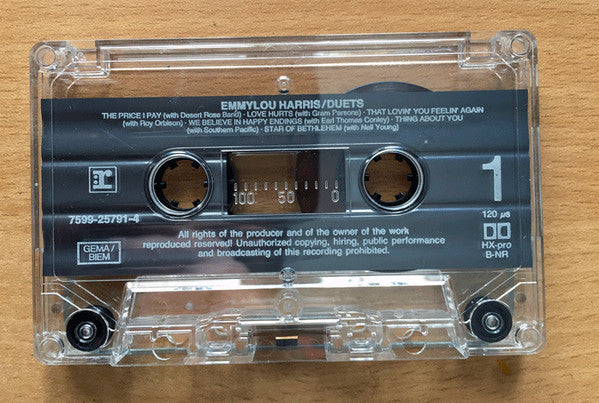 EMMYLOU HARRIS/DUETS
THE PRICE I PAY (with Desert Rose Band) · LOVE HURTS (with Gram Parsons) · THAT LOVIN' YOU FEELIN' AGAIN
(with Roy Orbison) · WE BELIEVE IN HAPPY ENDINGS (with Earl Thomas Conley) · THING ABOUT YOU
(with Southern Pacific) · STAR OF BETHLEHEM (with Neil Young)
r
1
100 50 0
7599-25791-4
120 µs
All rights of the producer and of the owner of the work
reproduced reserved! Unauthorized copying, hiring, public performance
and broadcasting of this recording prohibited.
GEMA/
BIEM
HX-pro
B-NR